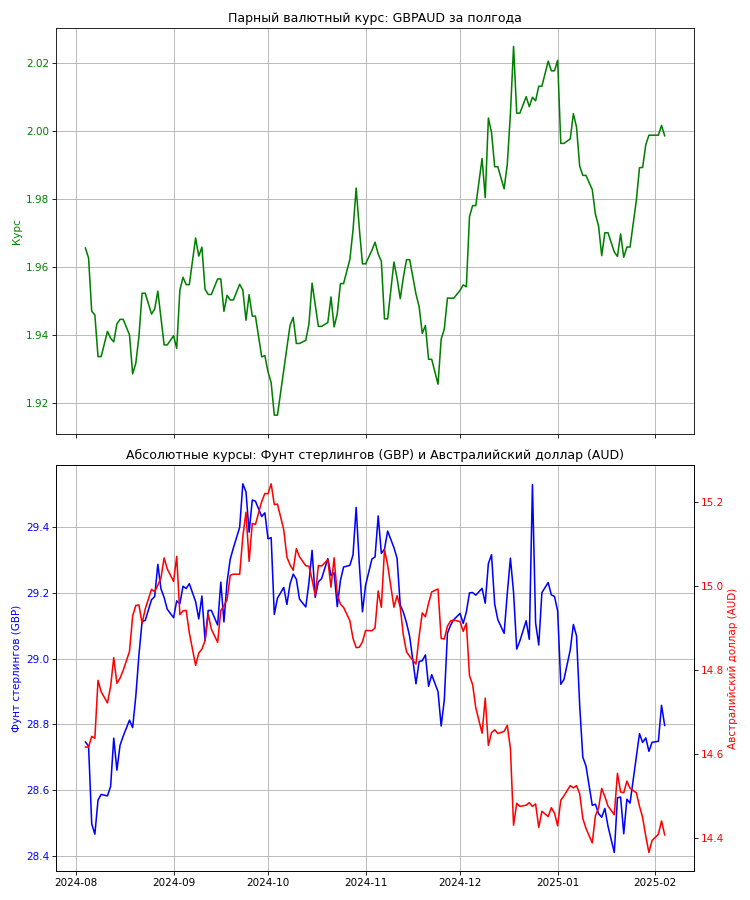 Парный валютный курс: GBPAUD за полгода
2.02
2.00
1.98
1.96
1.94
1.92
Курс
Абсолютные курсы: Фунт стерлингов (GBP) и Австралийский доллар (AUD)
29.4
29.2
29.0
28.8
28.6
28.4
Фунт стерлингов (GBP)
15.2
15.0
14.8
14.6
14.4
Австралийский доллар (AUD)
2024-08 2024-09 2024-10 2024-11 2024-12 2025-01 2025-02